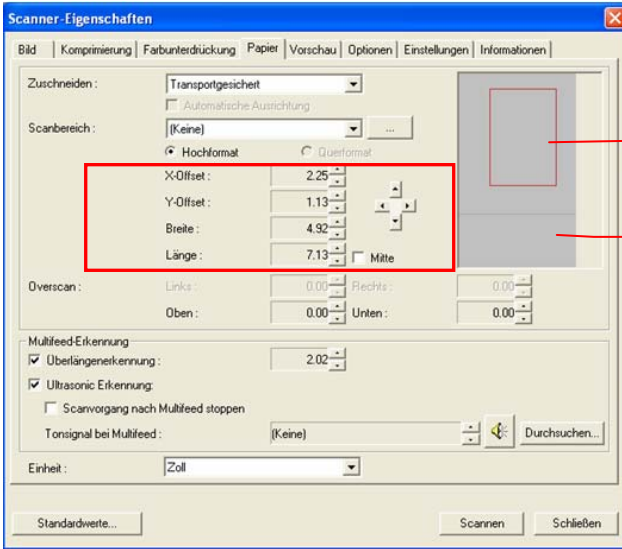 Scanner-Eigenschaften
Bild Komprimierung Farbunterdrückung Papier Vorschau Optionen Einstellungen Informationen
Zuschneiden : Transportgesichert
Automatische Ausrichtung
Scanbereich : (Keine) ...
Hochformat Querformat
X-Offset : 2.25
Y-Offset : 1.13
Breite : 4.92
Länge : 7.13 Mitte
Overscan : Links : 0.00 Rechts : 0.00
Oben : 0.00 Unten : 0.00
Multifeed-Erkennung
Überlängenerkennung : 2.02
Ultrasonic Erkennung:
Scanvorgang nach Multifeed stoppen
Tonsignal bei Multifeed : (Keine) Durchsuchen...
Einheit : Zoll
Standardwerte... Scannen Schließen